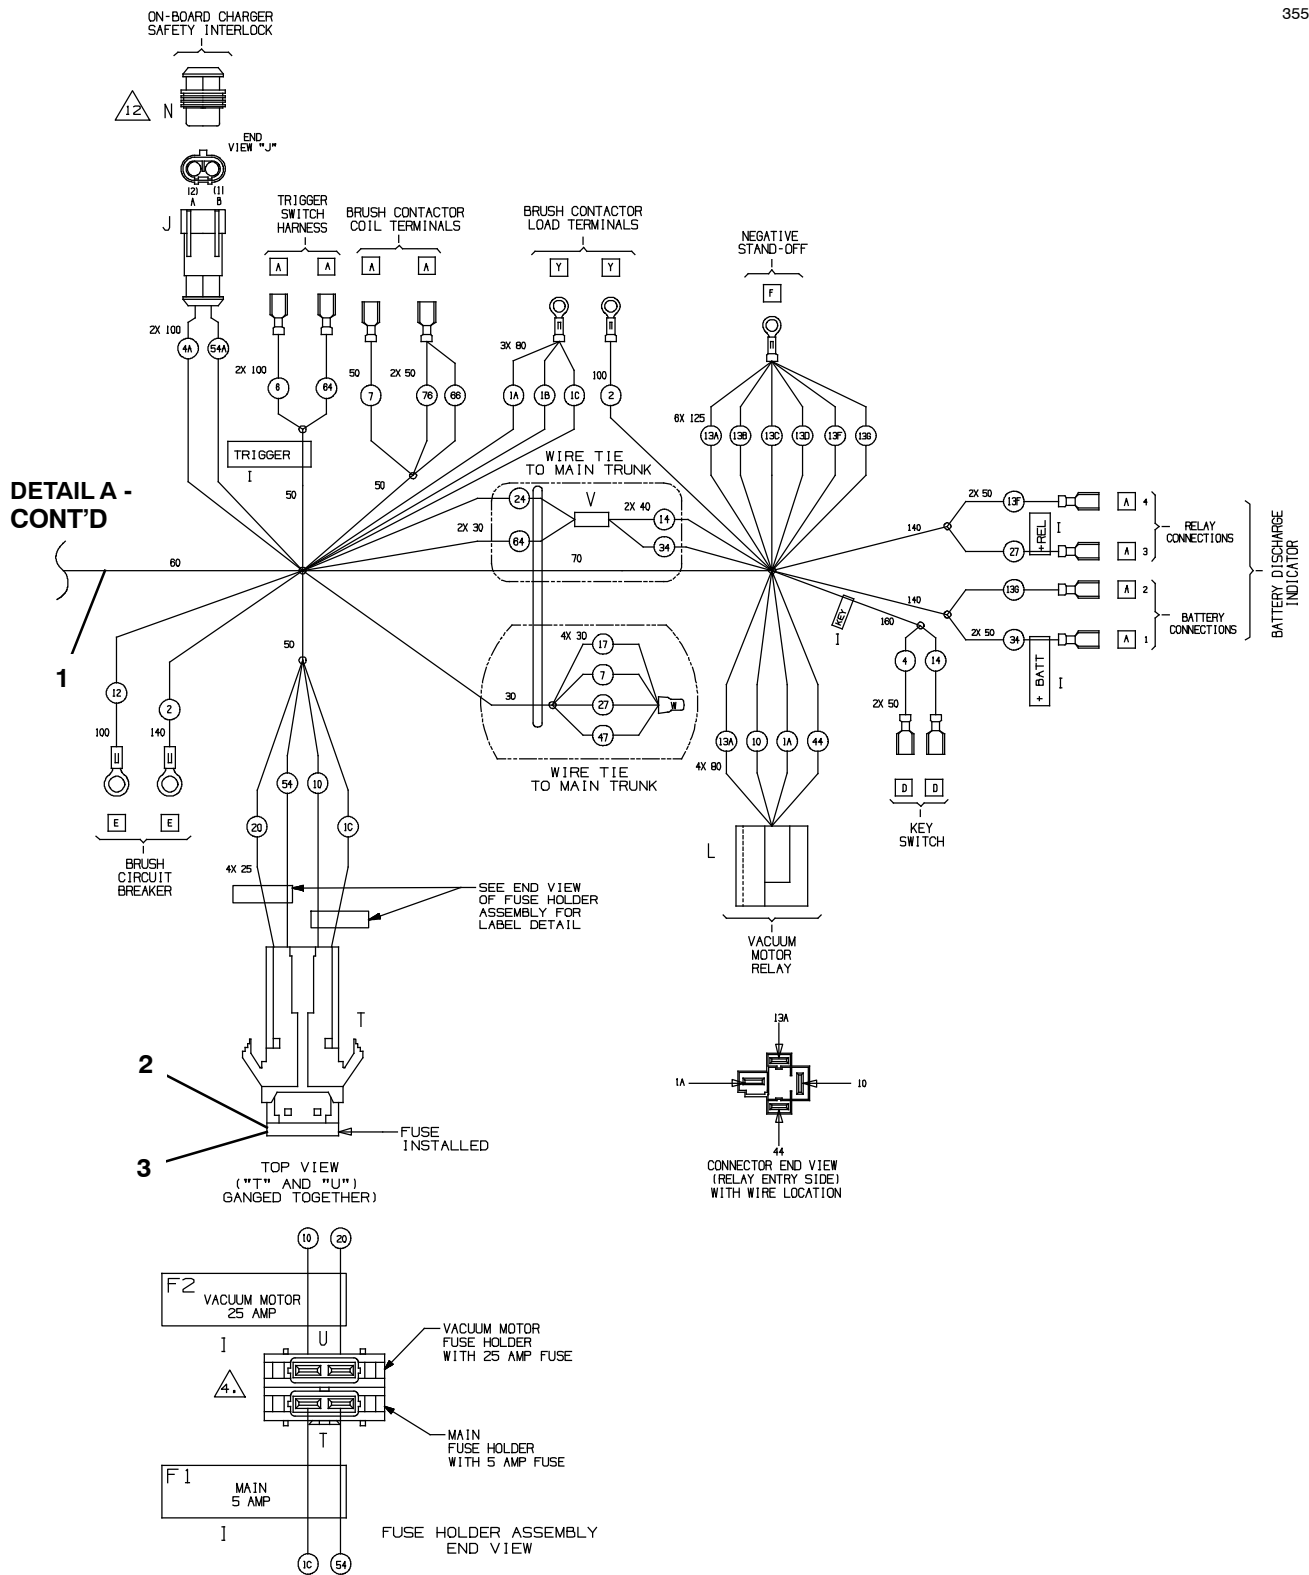 355
ON-BOARD CHARGER
SAFETY INTERLOCK
12
N
END
VIEW "J"
(2) (1)
A B
J
2X 100
4A 54A
TRIGGER
SWITCH
HARNESS
A A
2X 100
6 64
TRIGGER
I
50
BRUSH CONTACTOR
COIL TERMINALS
A A
50 2X 50
7 76 66
50
BRUSH CONTACTOR
LOAD TERMINALS
Y Y
3X 80
100
1A 1B 1C 2
NEGATIVE
STAND-OFF
F
6X 125
13A 13B 13C 13D 13F 13G
WIRE TIE
TO MAIN TRUNK
24 V 2X 40 14
2X 30 64 34
70
DETAIL A -
CONT'D
60
1
140
2X 50 13F A 4
+REL I
27 A 3
RELAY
CONNECTIONS
140
13G A 2
2X 50 34 A 1
+ BATT I
BATTERY
CONNECTIONS
BATTERY DISCHARGE
INDICATOR
KEY
I
160
4 14
2X 50
D D
KEY
SWITCH
50
12 2
100 140
E E
BRUSH
CIRCUIT
BREAKER
30
4X 30 17
7
27 W
47
WIRE TIE
TO MAIN TRUNK
13A 10 1A 44
4X 80
L
VACUUM
MOTOR
RELAY
54 10
20 1C
4X 25
SEE END VIEW
OF FUSE HOLDER
ASSEMBLY FOR
LABEL DETAIL
T
2
3
FUSE
INSTALLED
TOP VIEW
("T" AND "U")
GANGED TOGETHER)
13A
1A 10
44
CONNECTOR END VIEW
(RELAY ENTRY SIDE)
WITH WIRE LOCATION
10 20
F2
VACUUM MOTOR
25 AMP
I U
4.
VACUUM MOTOR
FUSE HOLDER
WITH 25 AMP FUSE
T
MAIN
FUSE HOLDER
WITH 5 AMP FUSE
F1
MAIN
5 AMP
I
FUSE HOLDER ASSEMBLY
END VIEW
1C 54